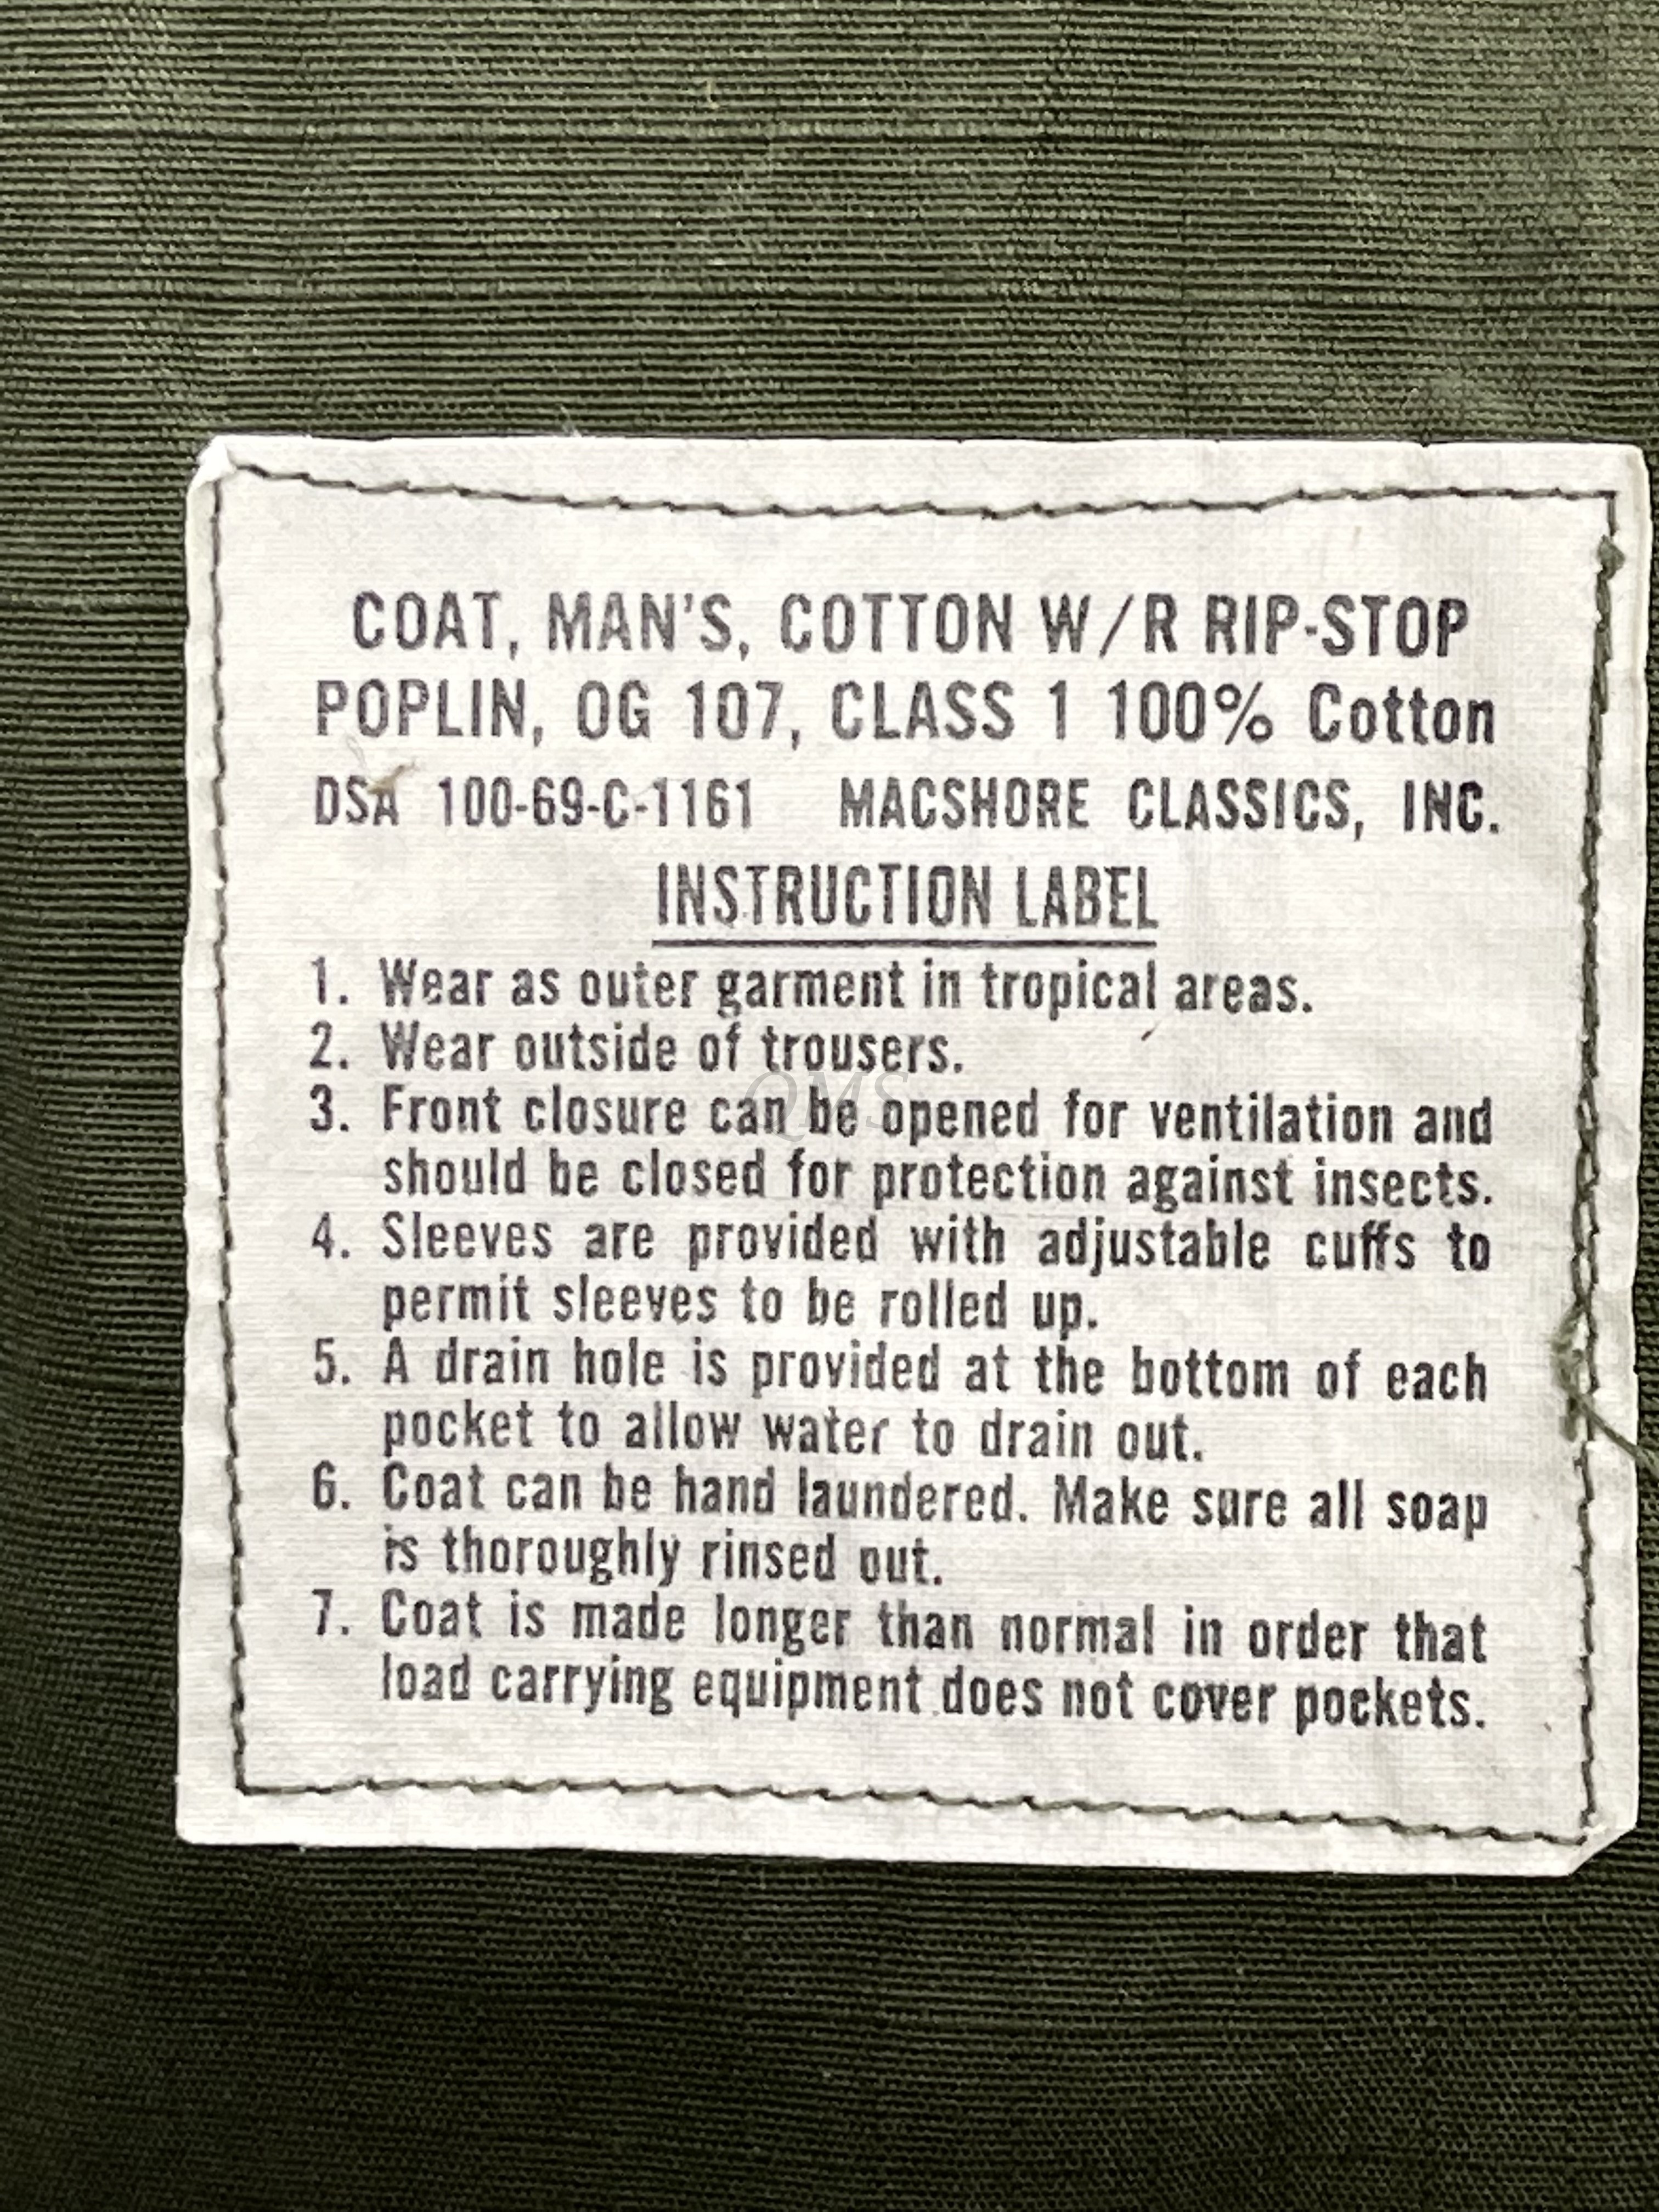 COAT, MAN'S, COTTON W/R RIP-STOP
POPLIN, OG 107, CLASS 1 100% Cotton
DSA 100-69-C-1161 MACSHORE CLASSICS, INC.
INSTRUCTION LABEL
1. Wear as outer garment in tropical areas.
2. Wear outside of trousers.
3. Front closure can be opened for ventilation and
should be closed for protection against insects.
4. Sleeves are provided with adjustable cuffs to
permit sleeves to be rolled up.
5. A drain hole is provided at the bottom of each
pocket to allow water to drain out.
6. Coat can be hand laundered. Make sure all soap
is thoroughly rinsed out.
7. Coat is made longer than normal in order that
load carrying equipment does not cover pockets.
QMS